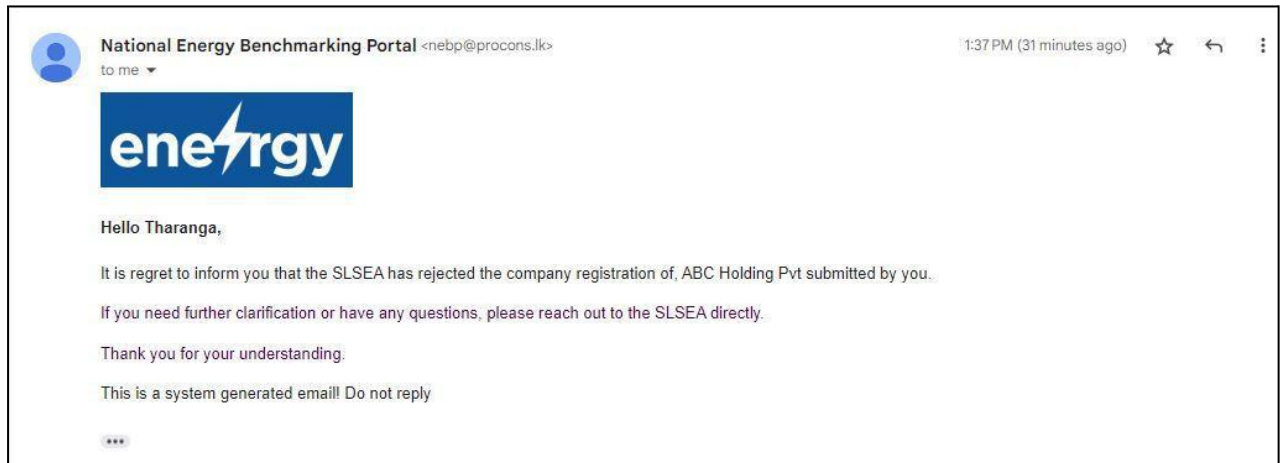 National Energy Benchmarking Portal <nebp@procons.lk> 1:37 PM (31 minutes ago)
to me
energy
Hello Tharanga,
It is regret to inform you that the SLSEA has rejected the company registration of, ABC Holding Pvt submitted by you.
If you need further clarification or have any questions, please reach out to the SLSEA directly.
Thank you for your understanding.
This is a system generated email! Do not reply